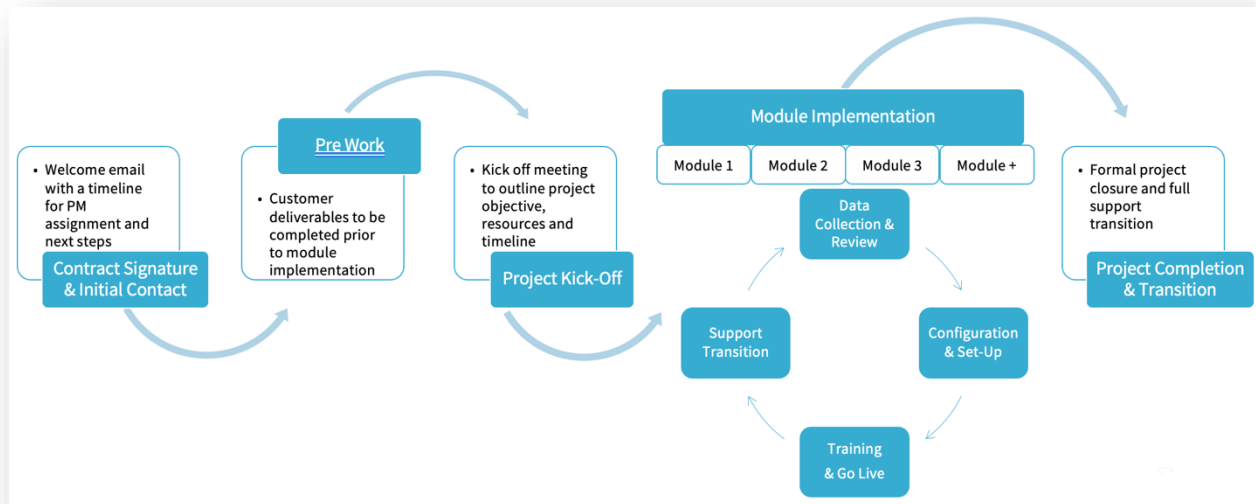 • Welcome email
with a timeline
for PM
assignment and
next steps
Contract Signature
& Initial Contact
Pre Work
• Customer
deliverables to be
completed prior
to module
implementation
• Kick off meeting
to outline project
objective,
resources and
timeline
Project Kick-Off
Module Implementation
Module 1
Module 2
Module 3
Module +
Data
Collection &
Review
Configuration
& Set-Up
Training
& Go Live
Support
Transition
• Formal project
closure and full
support
transition
Project Completion
& Transition